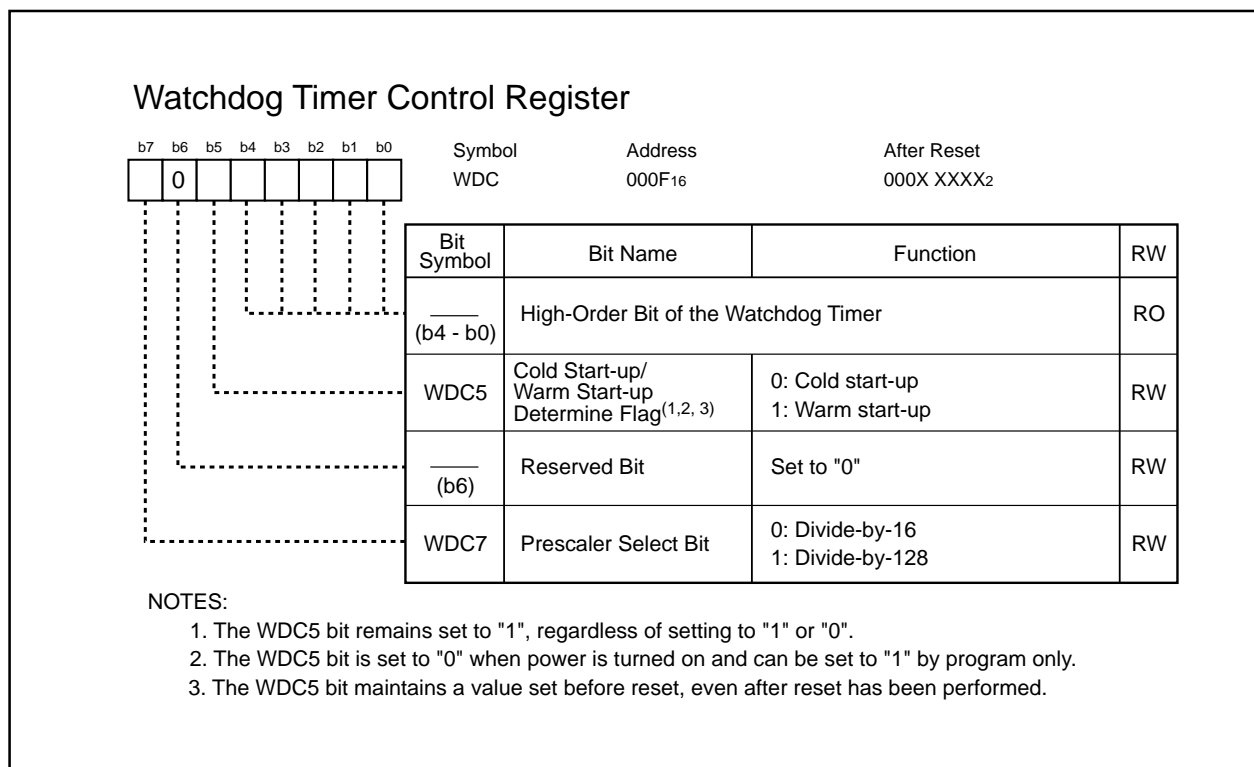 Watchdog Timer Control Register
b7 b6 b5 b4 b3 b2 b1 b0 Symbol Address After Reset
0 WDC 000F16 000X XXXX2
Bit Symbol Bit Name Function RW
(b4 - b0) High-Order Bit of the Watchdog Timer RO
WDC5 Cold Start-up/ Warm Start-up Determine Flag(1,2, 3) 0: Cold start-up 1: Warm start-up RW
(b6) Reserved Bit Set to "0" RW
WDC7 Prescaler Select Bit 0: Divide-by-16 1: Divide-by-128 RW
NOTES:
1. The WDC5 bit remains set to "1", regardless of setting to "1" or "0".
2. The WDC5 bit is set to "0" when power is turned on and can be set to "1" by program only.
3. The WDC5 bit maintains a value set before reset, even after reset has been performed.